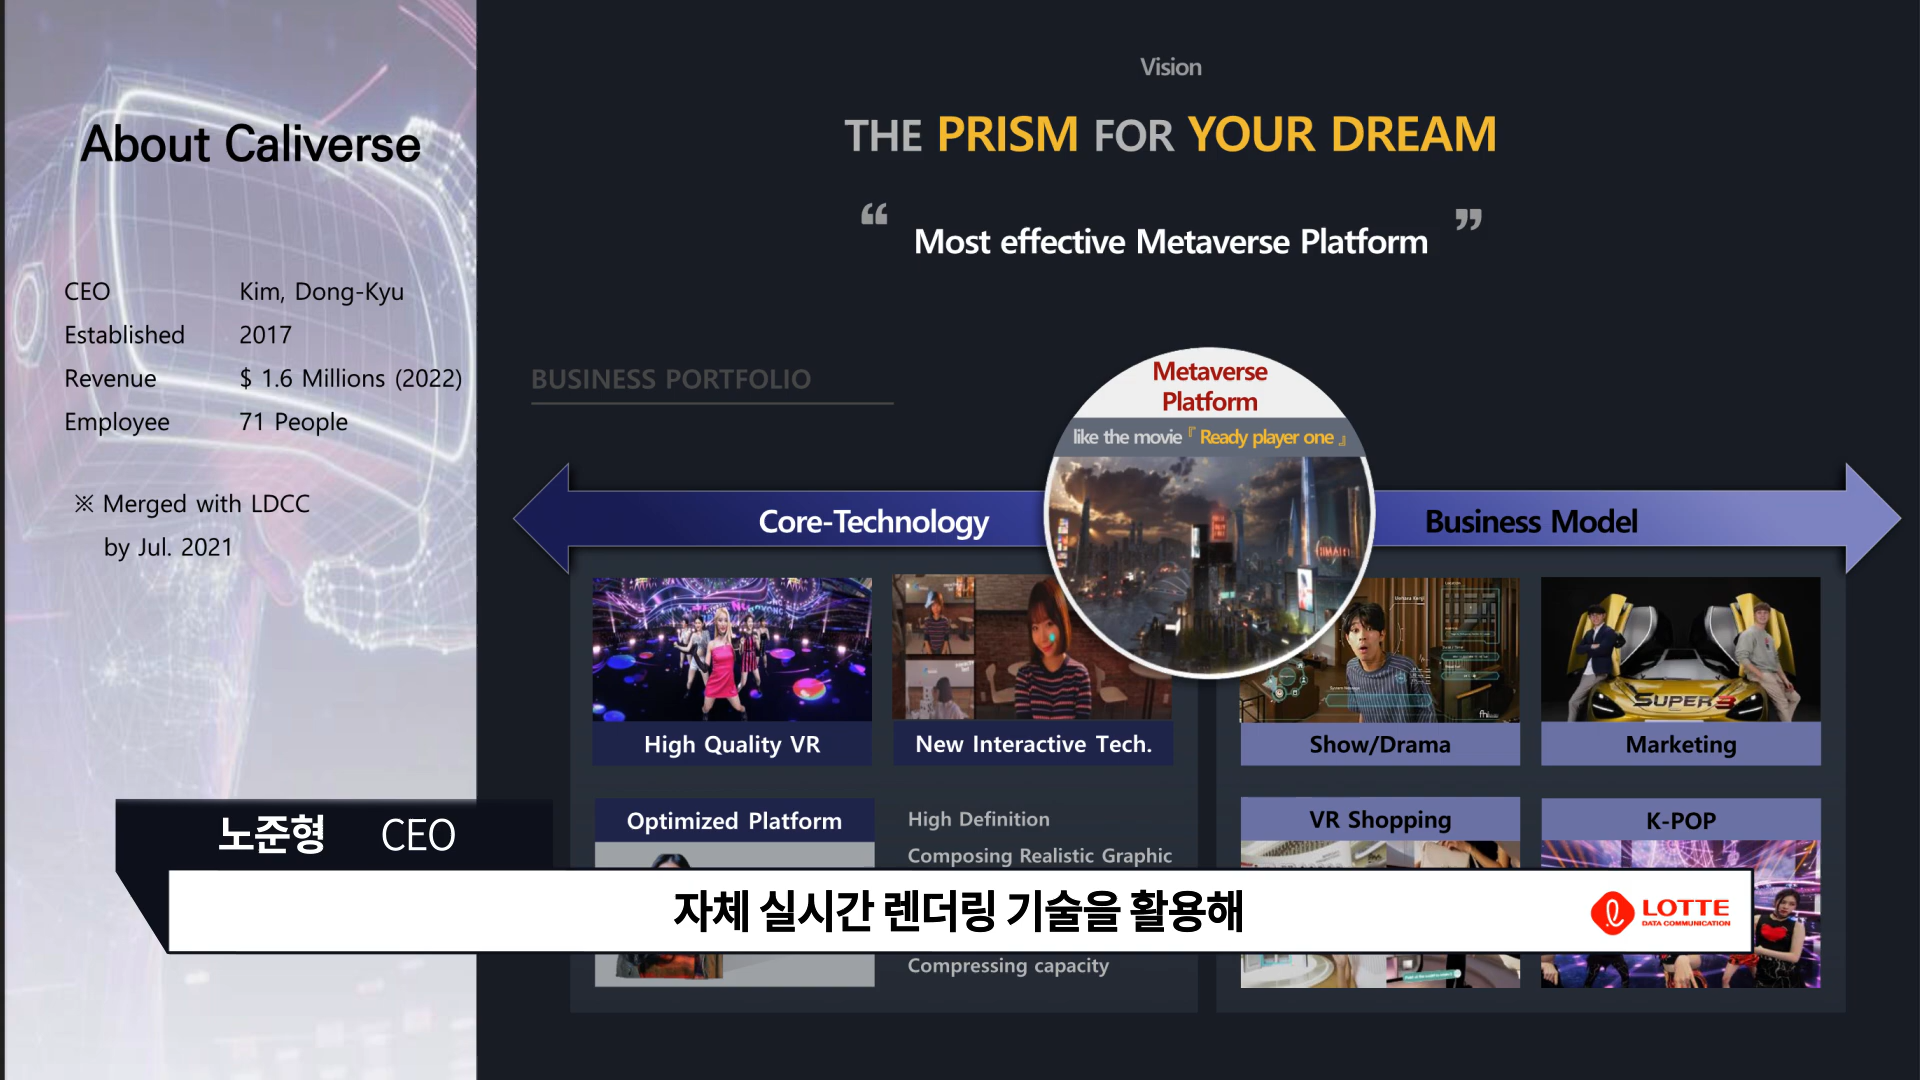 About Caliverse
CEO Kim, Dong-Kyu
Established 2017
Revenue $ 1.6 Millions (2022)
Employee 71 People
※ Merged with LDCC
by Jul. 2021
Vision
THE PRISM FOR YOUR DREAM
“ Most effective Metaverse Platform ”
BUSINESS PORTFOLIO
Metaverse
Platform
like the movie『 Ready player one 』
Core-Technology
Business Model
High Quality VR
New Interactive Tech.
Show/Drama
SUPER3
Marketing
Optimized Platform
High Definition
Composing Realistic Graphic
Compressing capacity
VR Shopping
K-POP
노준형 CEO
자체 실시간 렌더링 기술을 활용해
LOTTE
DATA COMMUNICATION